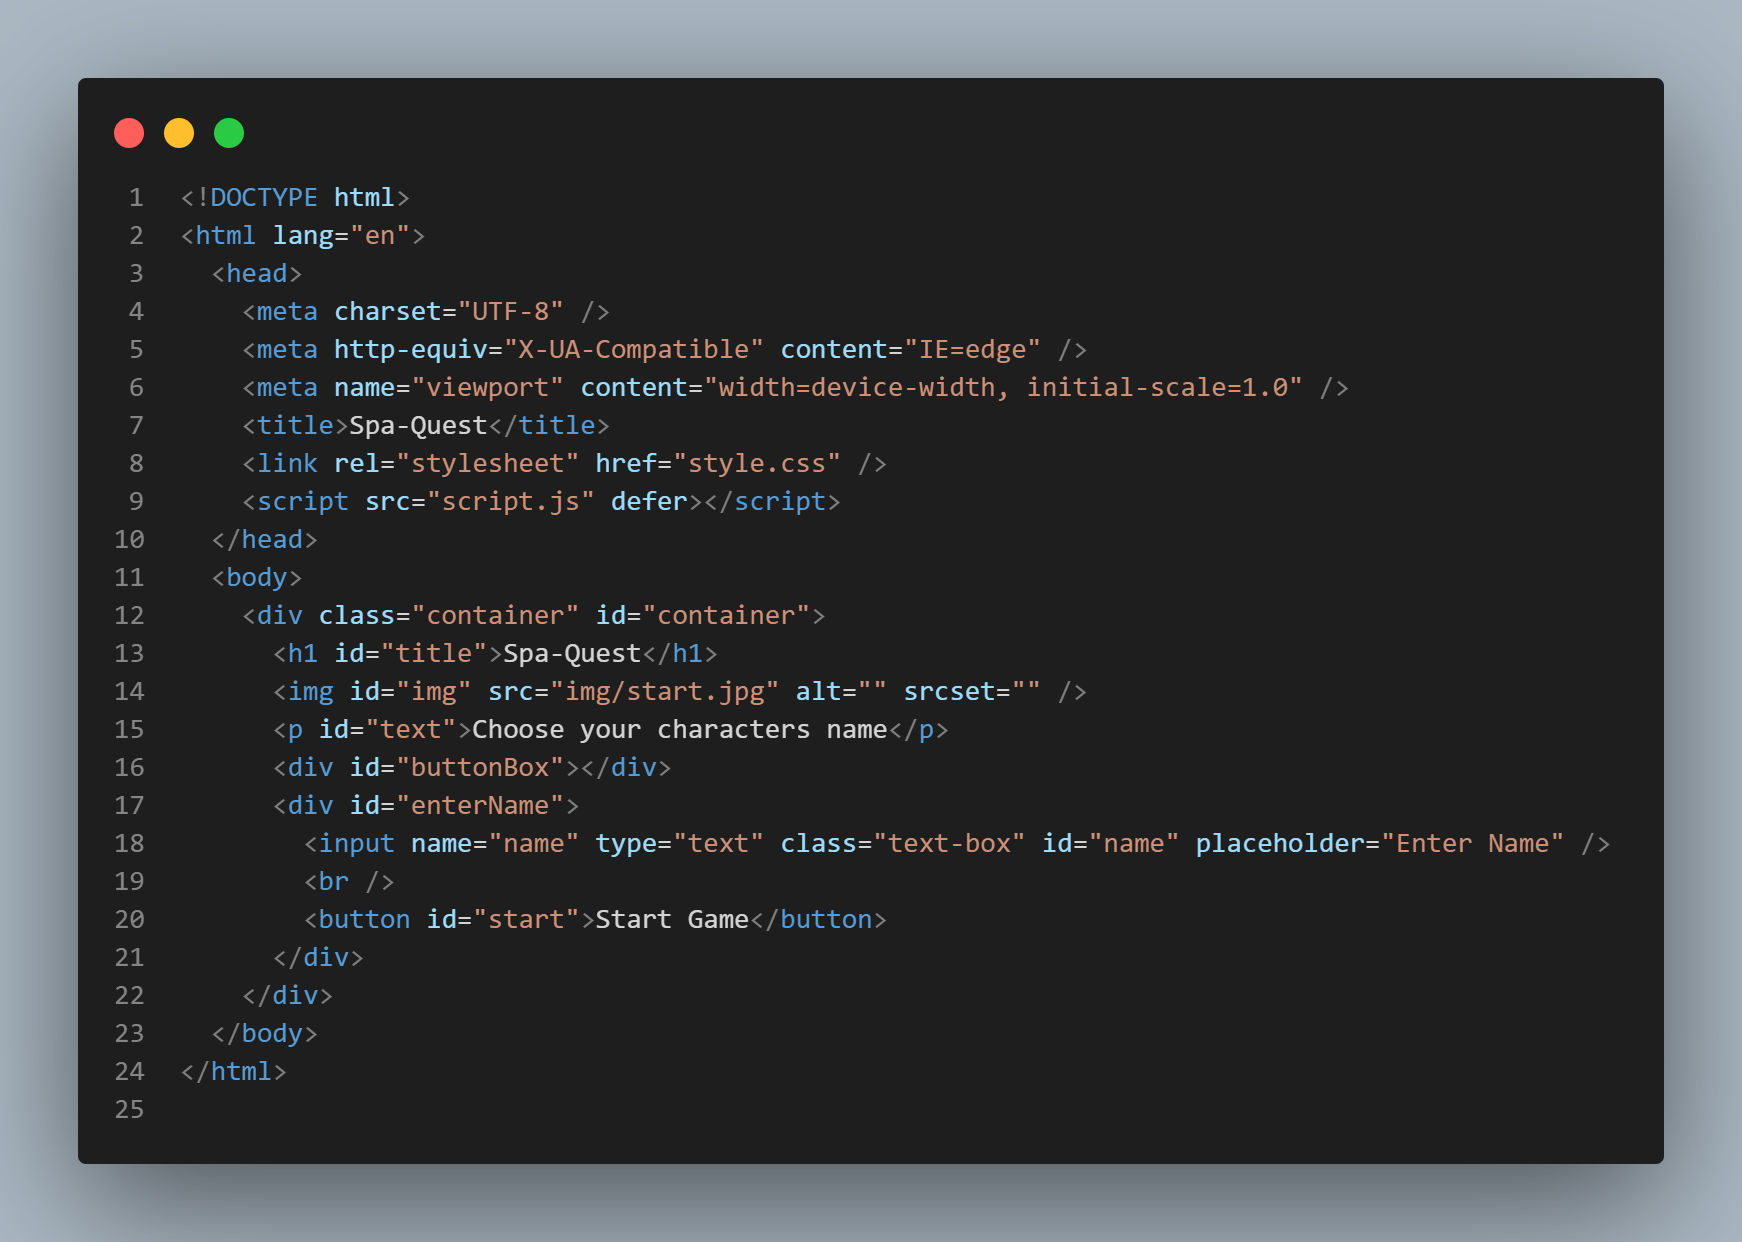 1 <!DOCTYPE html>
2 <html lang="en">
3   <head>
4     <meta charset="UTF-8" />
5     <meta http-equiv="X-UA-Compatible" content="IE=edge" />
6     <meta name="viewport" content="width=device-width, initial-scale=1.0" />
7     <title>Spa-Quest</title>
8     <link rel="stylesheet" href="style.css" />
9     <script src="script.js" defer></script>
10   </head>
11   <body>
12     <div class="container" id="container">
13       <h1 id="title">Spa-Quest</h1>
14       <img id="img" src="img/start.jpg" alt="" srcset="" />
15       <p id="text">Choose your characters name</p>
16       <div id="buttonBox"></div>
17       <div id="enterName">
18         <input name="name" type="text" class="text-box" id="name" placeholder="Enter Name" />
19         <br />
20         <button id="start">Start Game</button>
21       </div>
22     </div>
23   </body>
24 </html>
25